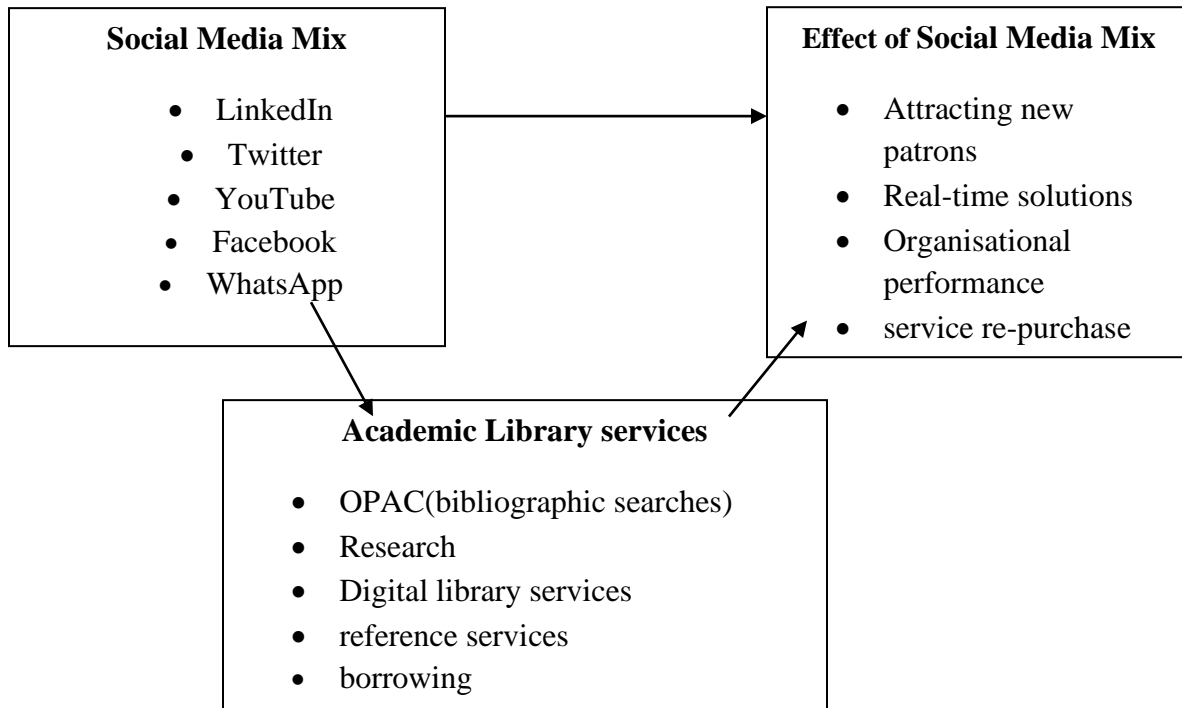 Social Media Mix
• LinkedIn
• Twitter
• YouTube
• Facebook
• WhatsApp
Effect of Social Media Mix
• Attracting new
patrons
• Real-time solutions
• Organisational
performance
• service re-purchase
Academic Library services
• OPAC(bibliographic searches)
• Research
• Digital library services
• reference services
• borrowing